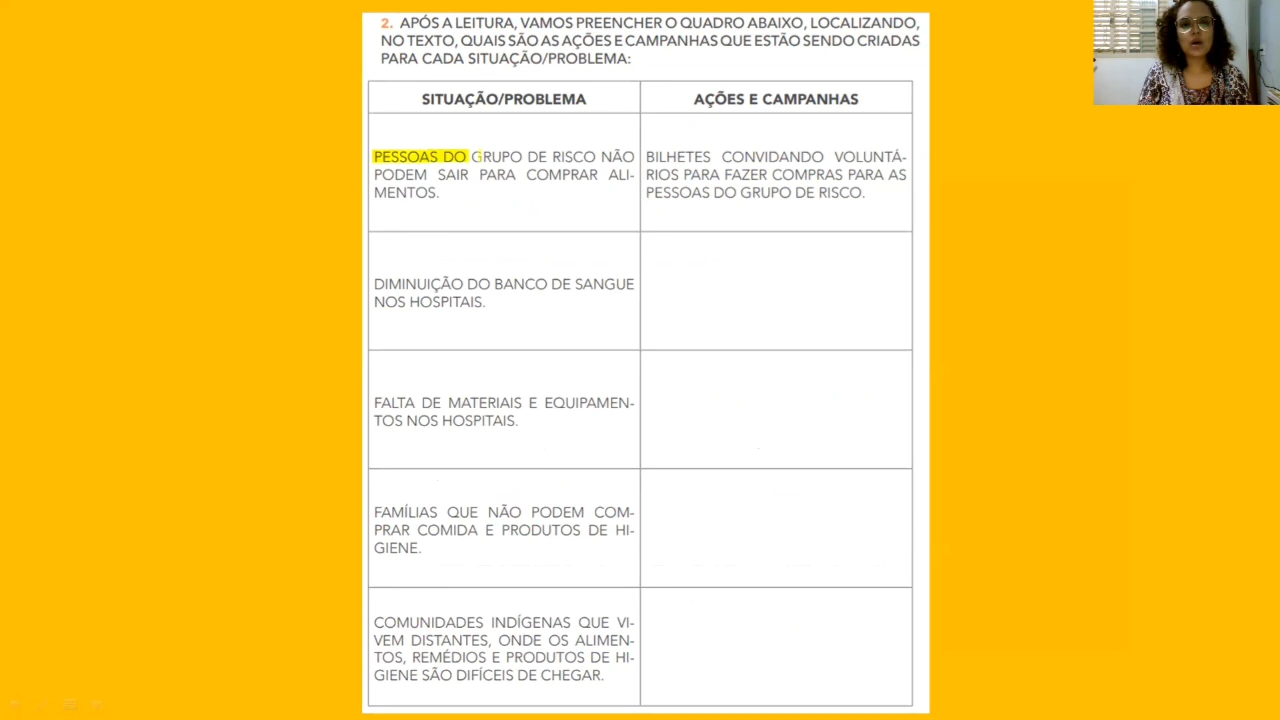 2. APÓS A LEITURA, VAMOS PREENCHER O QUADRO ABAIXO, LOCALIZANDO,
NO TEXTO, QUAIS SÃO AS AÇÕES E CAMPANHAS QUE ESTÃO SENDO CRIADAS
PARA CADA SITUAÇÃO/PROBLEMA:
SITUAÇÃO/PROBLEMA
AÇÕES E CAMPANHAS
PESSOAS DO GRUPO DE RISCO NÃO
PODEM SAIR PARA COMPRAR ALI-
MENTOS.
BILHETES CONVIDANDO VOLUNTÁ-
RIOS PARA FAZER COMPRAS PARA AS
PESSOAS DO GRUPO DE RISCO.
DIMINUIÇÃO DO BANCO DE SANGUE
NOS HOSPITAIS.
FALTA DE MATERIAIS E EQUIPAMEN-
TOS NOS HOSPITAIS.
FAMÍLIAS QUE NÃO PODEM COM-
PRAR COMIDA E PRODUTOS DE HI-
GIENE.
COMUNIDADES INDÍGENAS QUE VI-
VEM DISTANTES, ONDE OS ALIMEN-
TOS, REMÉDIOS E PRODUTOS DE HI-
GIENE SÃO DIFÍCEIS DE CHEGAR.